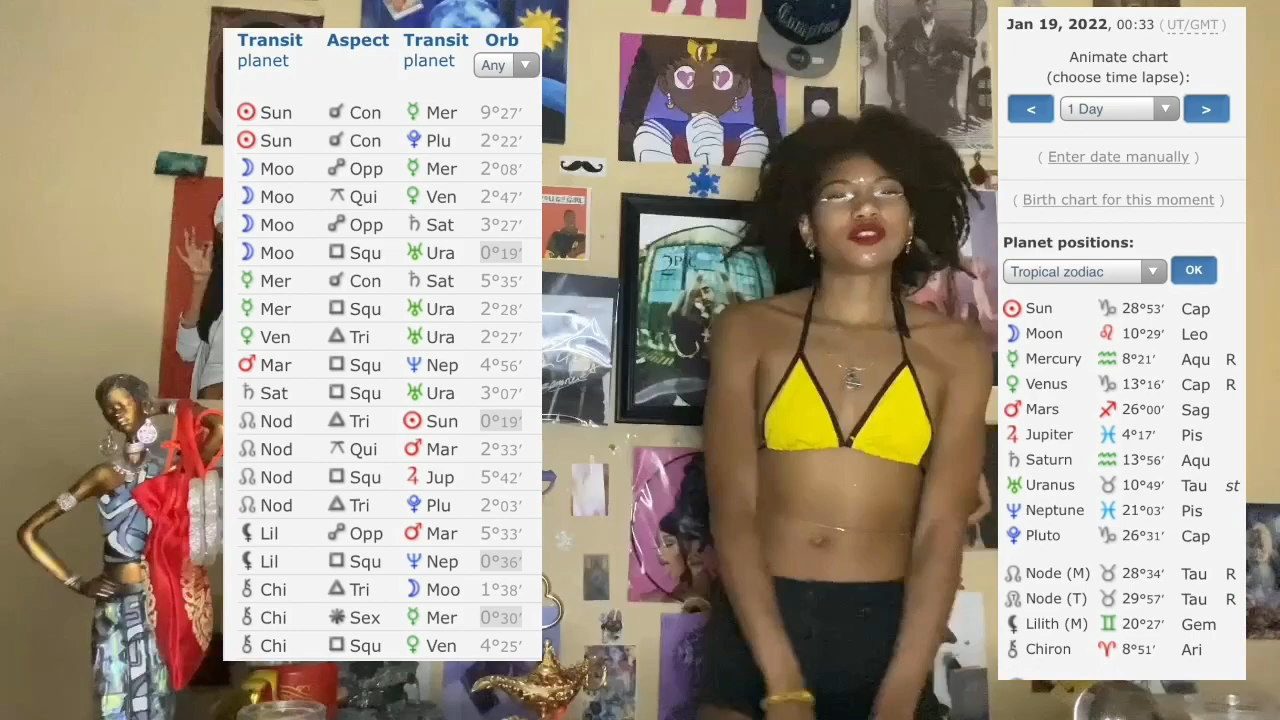 Transit Aspect Transit Orb
planet planet Any
Sun Con Mer 9°27'
Sun Con Plu 2°22'
Moo Opp Mer 2°08'
Moo Qui Ven 2°47'
Moo Opp Sat 3°27'
Moo Squ Ura 0°19'
Mer Con Sat 5°35'
Mer Squ Ura 2°28'
Ven Tri Ura 2°27'
Mar Squ Nep 4°56'
Sat Squ Ura 3°07'
Nod Tri Sun 0°19'
Nod Qui Mar 2°33'
Nod Squ Jup 5°42'
Nod Tri Plu 2°03'
Lil Opp Mar 5°33'
Lil Squ Nep 0°36'
Chi Tri Moo 1°38'
Chi Sex Mer 0°30'
Chi Squ Ven 4°25'
Jan 19, 2022, 00:33 ( UT/GMT )
Animate chart
(choose time lapse):
< 1 Day >
( Enter date manually )
( Birth chart for this moment )
Planet positions:
Tropical zodiac OK
Sun 28°53' Cap
Moon 10°29' Leo
Mercury 8°21' Aqu R
Venus 13°16' Cap R
Mars 26°00' Sag
Jupiter 4°17' Pis
Saturn 13°56' Aqu
Uranus 10°49' Tau st
Neptune 21°03' Pis
Pluto 26°31' Cap
Node (M) 28°34' Tau R
Node (T) 29°57' Tau R
Lilith (M) 20°27' Gem
Chiron 8°51' Ari